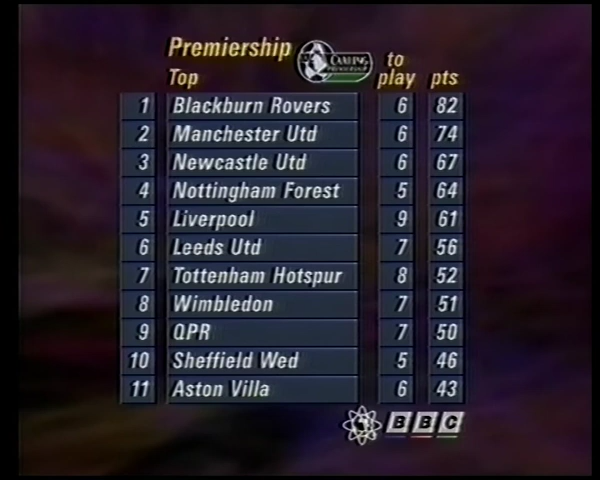 Premiership CARLING PREMIERSHIP to
Top play pts
1 Blackburn Rovers 6 82
2 Manchester Utd 6 74
3 Newcastle Utd 6 67
4 Nottingham Forest 5 64
5 Liverpool 9 61
6 Leeds Utd 7 56
7 Tottenham Hotspur 8 52
8 Wimbledon 7 51
9 QPR 7 50
10 Sheffield Wed 5 46
11 Aston Villa 6 43
BBC